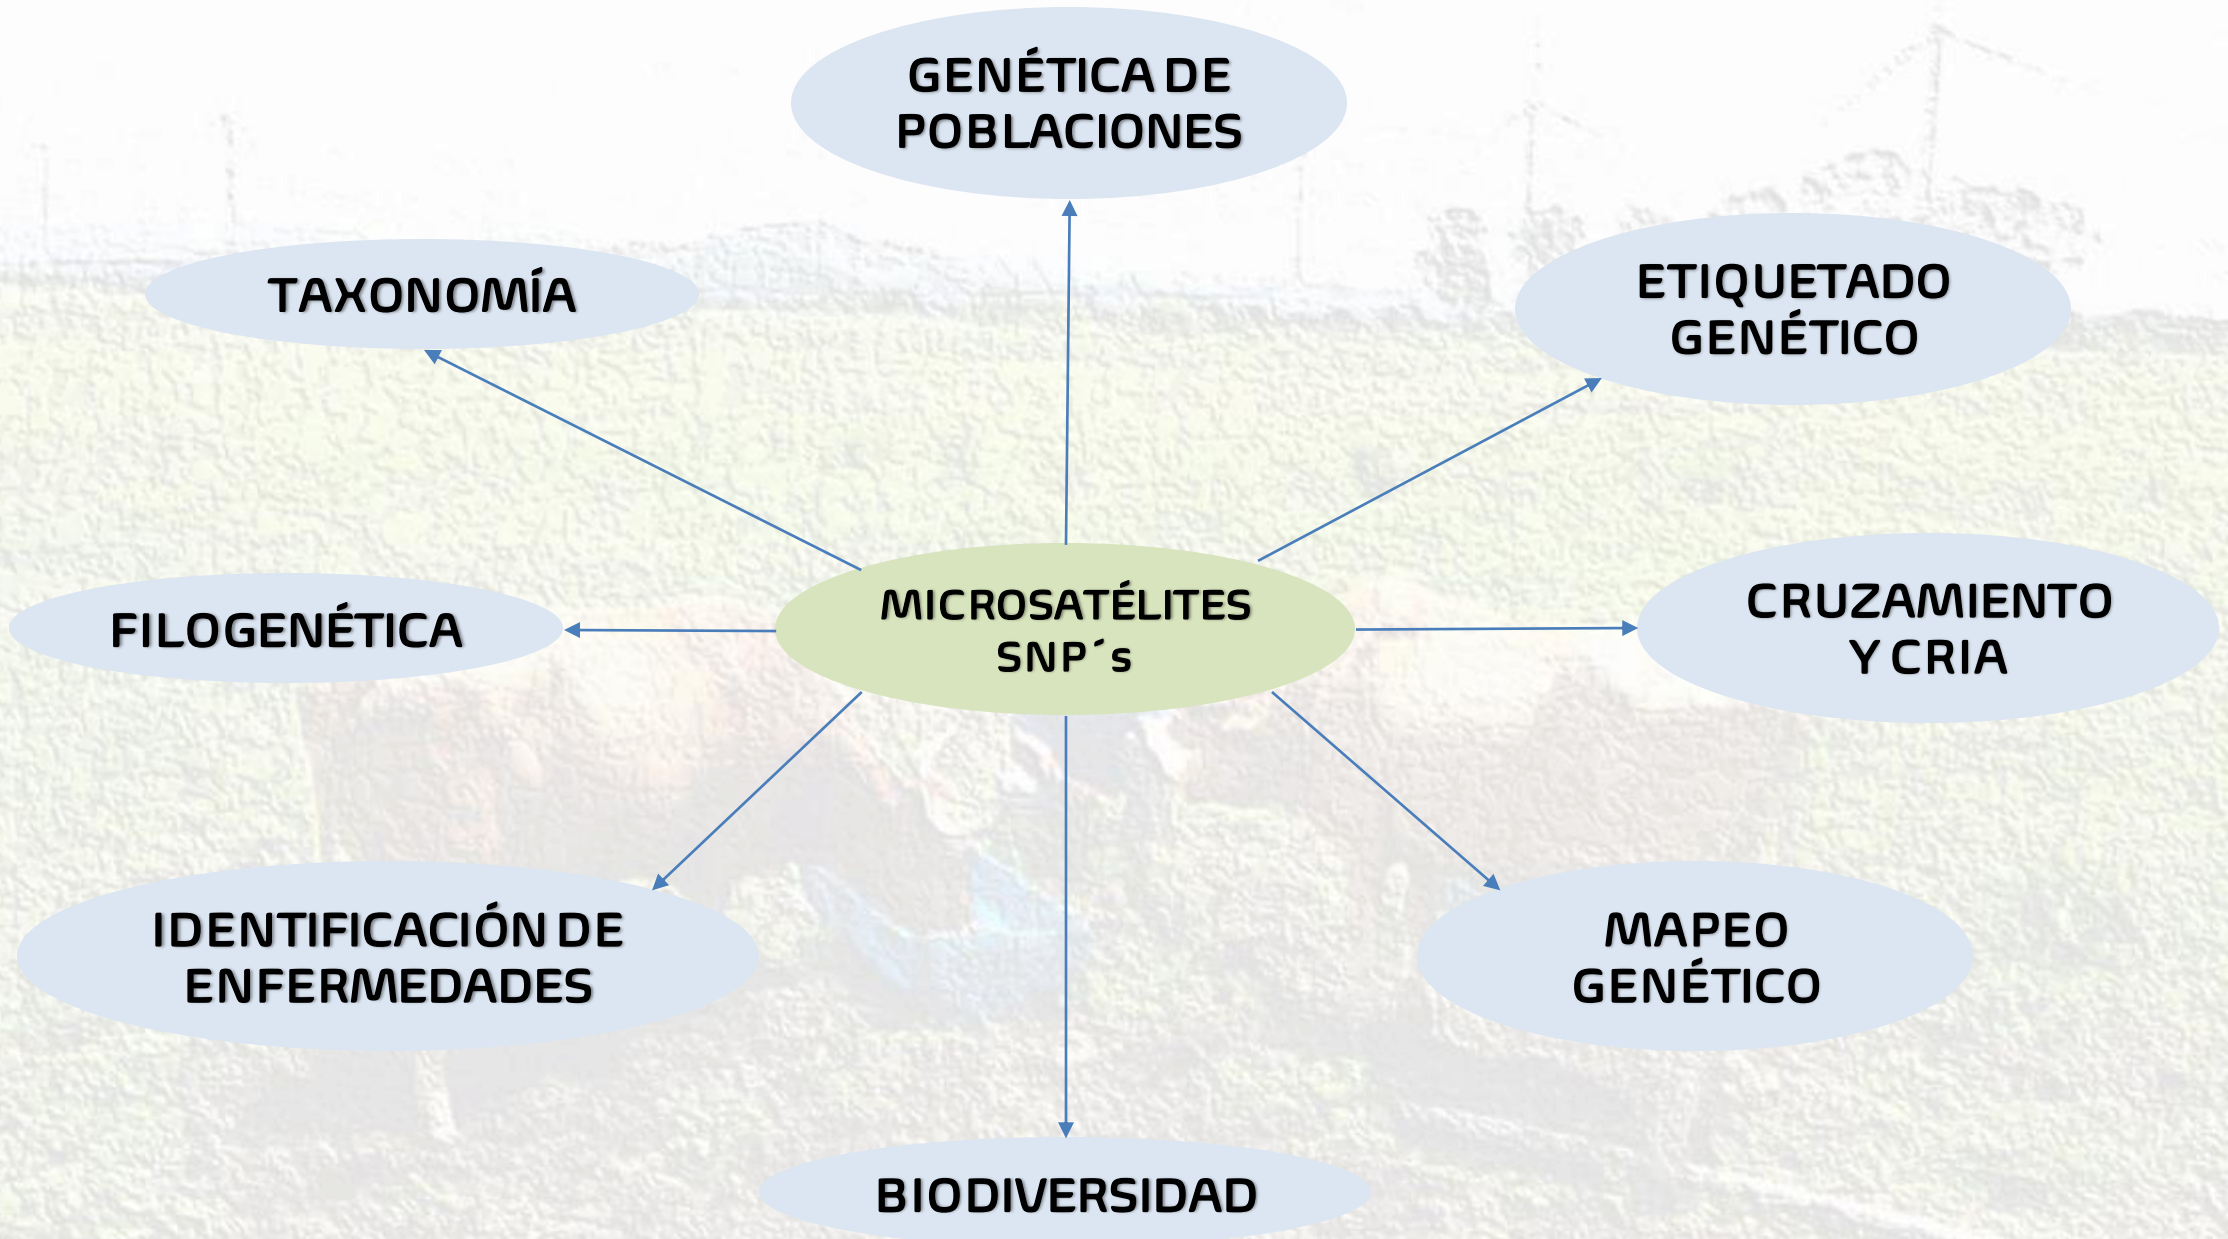 GENÉTICA DE
POBLACIONES
TAXONOMÍA
ETIQUETADO
GENÉTICO
FILOGENÉTICA
MICROSATÉLITES
SNP´s
CRUZAMIENTO
Y CRIA
IDENTIFICACIÓN DE
ENFERMEDADES
MAPEO
GENÉTICO
BIODIVERSIDAD